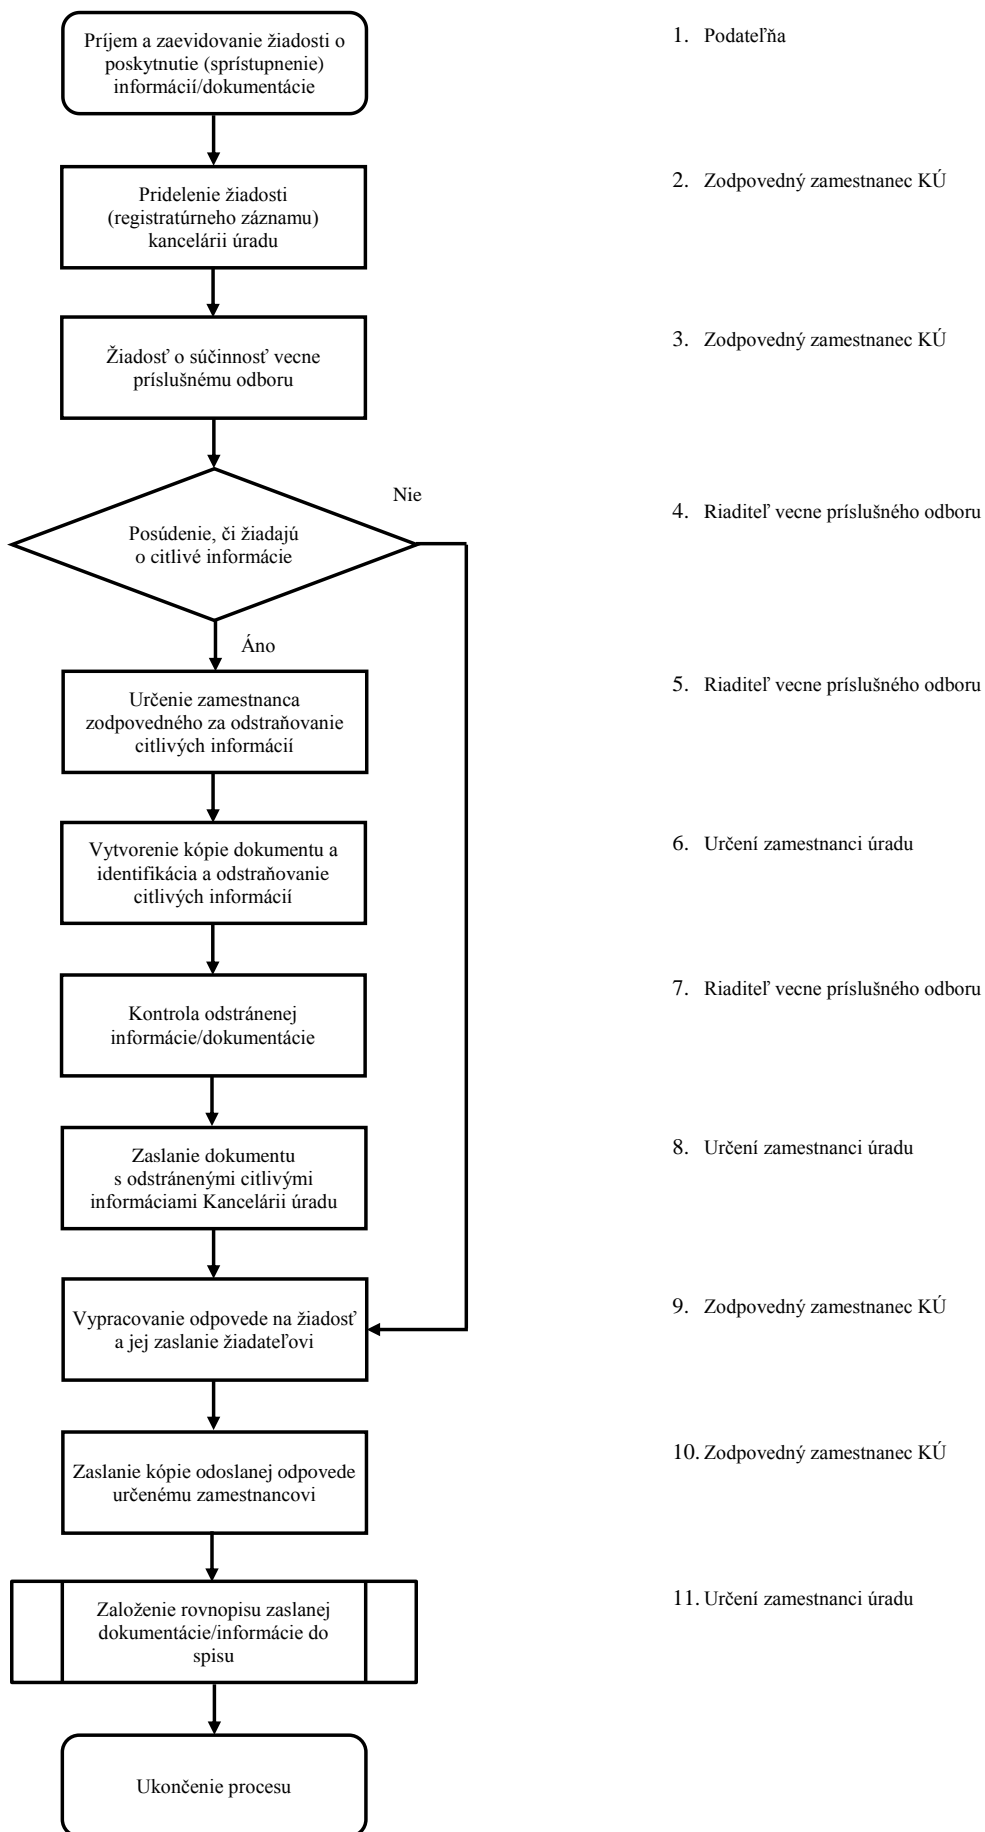 Príjem a zaevidovanie žiadosti o
poskytnutie (sprístupnenie)
informácií/dokumentácie
1. Podateľňa
Pridelenie žiadosti
(registratúrneho záznamu)
kancelárii úradu
2. Zodpovedný zamestnanec KÚ
Žiadosť o súčinnosť vecne
príslušnému odboru
3. Zodpovedný zamestnanec KÚ
Nie
Posúdenie, či žiadajú
o citlivé informácie
4. Riaditeľ vecne príslušného odboru
Áno
Určenie zamestnanca
zodpovedného za odstraňovanie
citlivých informácií
5. Riaditeľ vecne príslušného odboru
Vytvorenie kópie dokumentu a
identifikácia a odstraňovanie
citlivých informácií
6. Určení zamestnanci úradu
Kontrola odstránenej
informácie/dokumentácie
7. Riaditeľ vecne príslušného odboru
Zaslanie dokumentu
s odstránenými citlivými
informáciami Kancelárii úradu
8. Určení zamestnanci úradu
Vypracovanie odpovede na žiadosť
a jej zaslanie žiadateľovi
9. Zodpovedný zamestnanec KÚ
Zaslanie kópie odoslanej odpovede
určenému zamestnancovi
10. Zodpovedný zamestnanec KÚ
Založenie rovnopisu zaslanej
dokumentácie/informácie do
spisu
11. Určení zamestnanci úradu
Ukončenie procesu